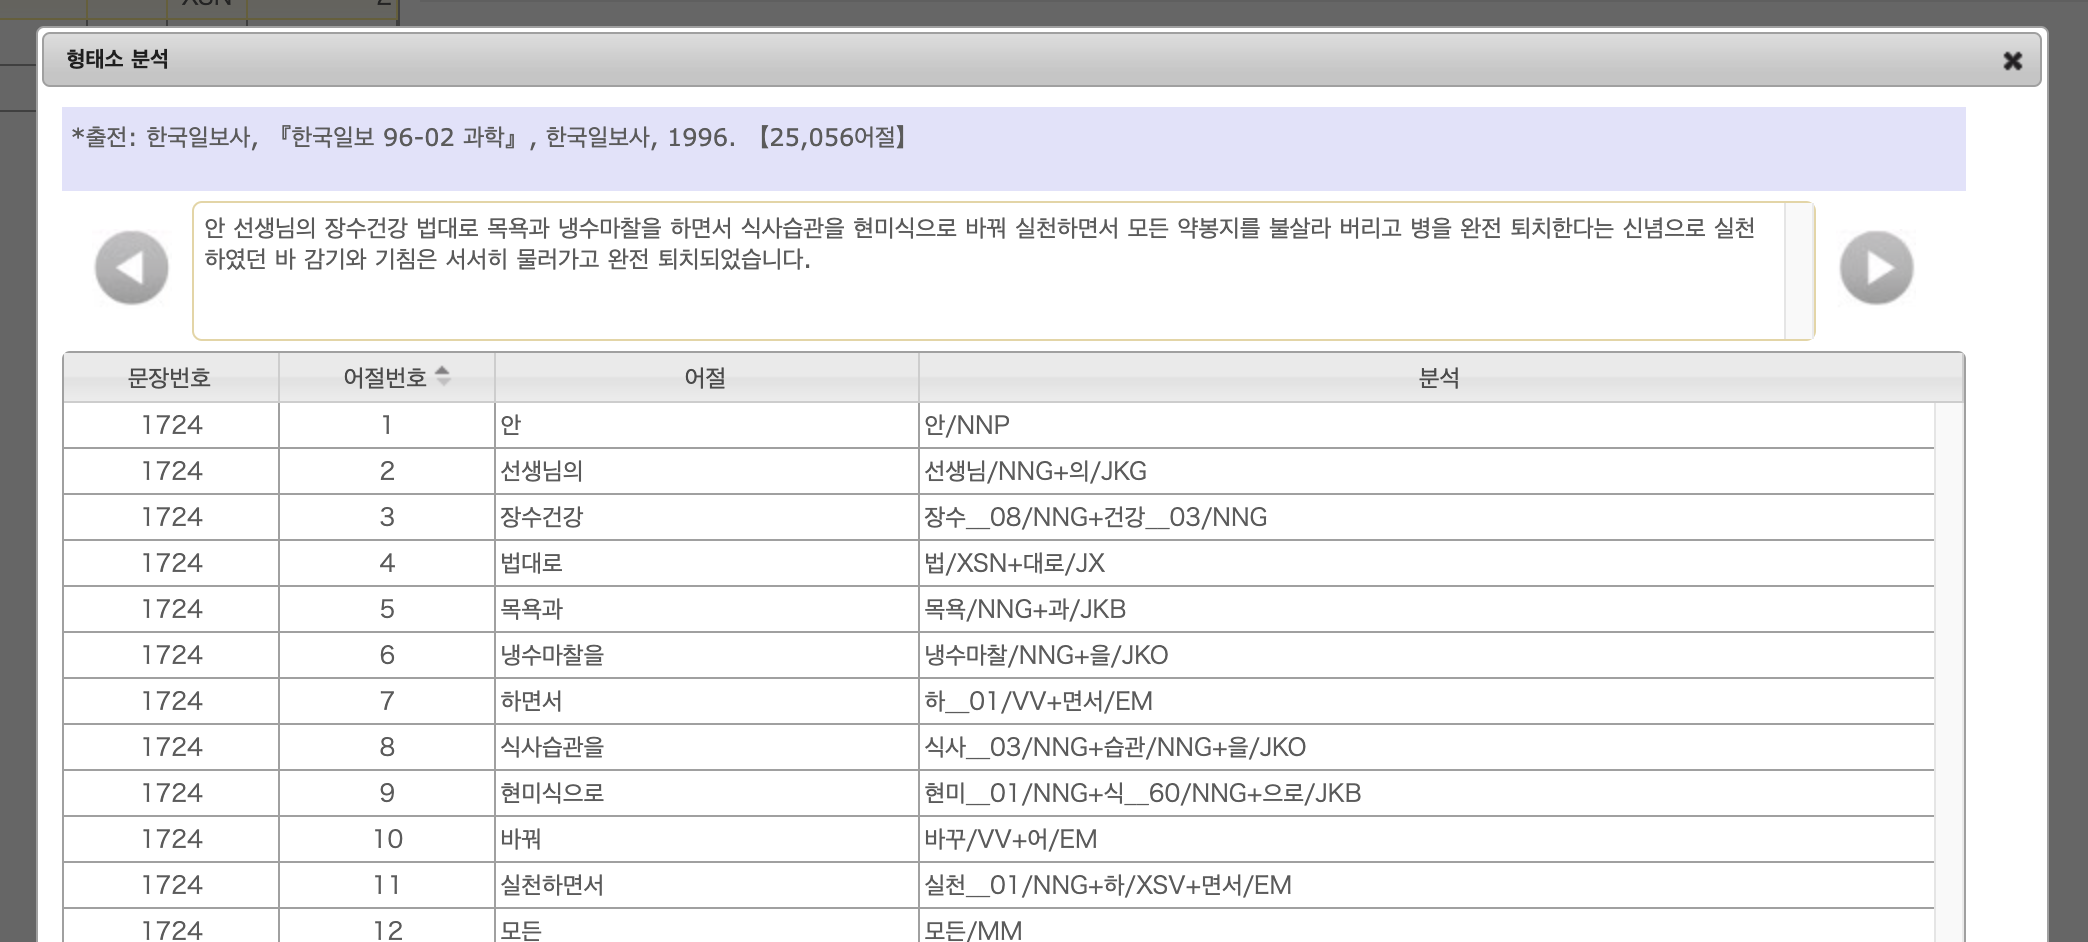 XSN 2
형태소 분석
*출전: 한국일보사, 『한국일보 96-02 과학』, 한국일보사, 1996. 【25,056어절】
안 선생님의 장수건강 법대로 목욕과 냉수마찰을 하면서 식사습관을 현미식으로 바꿔 실천하면서 모든 약봉지를 불살라 버리고 병을 완전 퇴치한다는 신념으로 실천
하였던 바 감기와 기침은 서서히 물러가고 완전 퇴치되었습니다.
문장번호 어절번호 어절 분석
1724 1 안 안/NNP
1724 2 선생님의 선생님/NNG+의/JKG
1724 3 장수건강 장수__08/NNG+건강__03/NNG
1724 4 법대로 법/XSN+대로/JX
1724 5 목욕과 목욕/NNG+과/JKB
1724 6 냉수마찰을 냉수마찰/NNG+을/JKO
1724 7 하면서 하__01/VV+면서/EM
1724 8 식사습관을 식사__03/NNG+습관/NNG+을/JKO
1724 9 현미식으로 현미__01/NNG+식__60/NNG+으로/JKB
1724 10 바꿔 바꾸/VV+어/EM
1724 11 실천하면서 실천__01/NNG+하/XSV+면서/EM
1724 12 모든 모든/MM